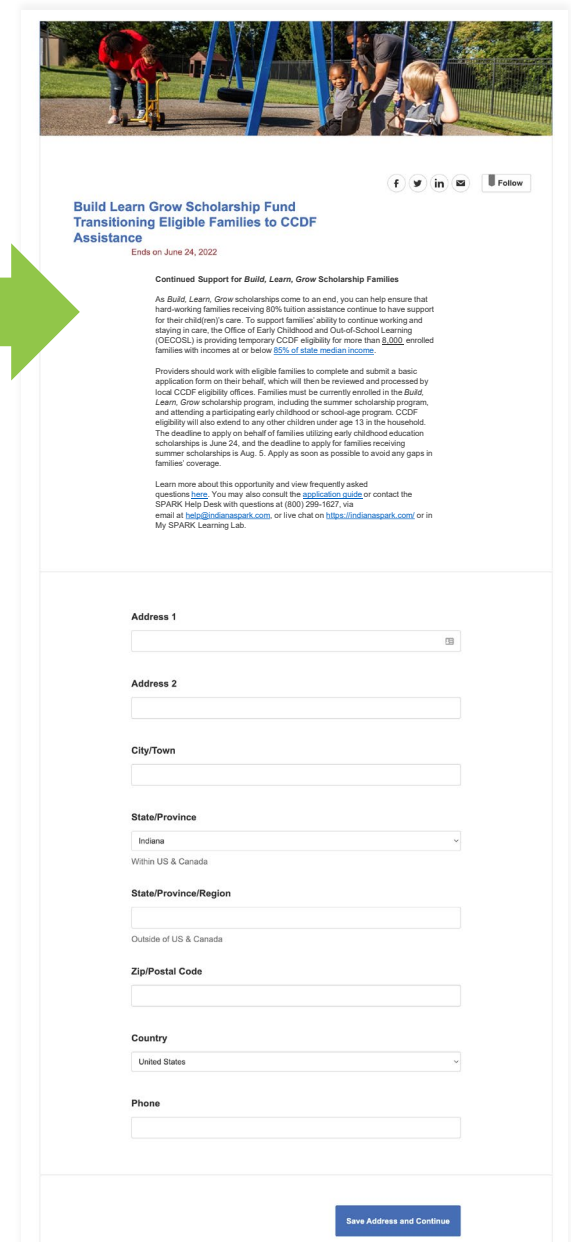 Follow
Build Learn Grow Scholarship Fund
Transitioning Eligible Families to CCDF
Assistance
Ends on June 24, 2022
Continued Support for Build, Learn, Grow Scholarship Families
As Build, Learn, Grow scholarships come to an end, you can help ensure that
hard-working families receiving 80% tuition assistance continue to have support
for their child(ren)'s care. To support families' ability to continue working and
staying in care, the Office of Early Childhood and Out-of-School Learning
(OECOSL) is providing temporary CCDF eligibility for more than 8,000 enrolled
families with incomes at or below 85% of state median income.
Providers should work with eligible families to complete and submit a basic
application form on their behalf, which will then be reviewed and processed by
local CCDF eligibility offices. Families must be currently enrolled in the Build,
Learn, Grow scholarship program, including the summer scholarship program,
and attending a participating early childhood or school-age program. CCDF
eligibility will also extend to any other children under age 13 in the household.
The deadline to apply on behalf of families utilizing early childhood education
scholarships is June 24, and the deadline to apply for families receiving
summer scholarships is Aug. 5. Apply as soon as possible to avoid any gaps in
families' coverage.
Learn more about this opportunity and view frequently asked
questions here. You may also consult the application guide or contact the
SPARK Help Desk with questions at (800) 299-1627, via
email at help@indianaspark.com, or live chat on https://indianaspark.com/ or in
My SPARK Learning Lab.
Address 1
Address 2
City/Town
State/Province
Indiana
Within US & Canada
State/Province/Region
Outside of US & Canada
Zip/Postal Code
Country
United States
Phone
Save Address and Continue